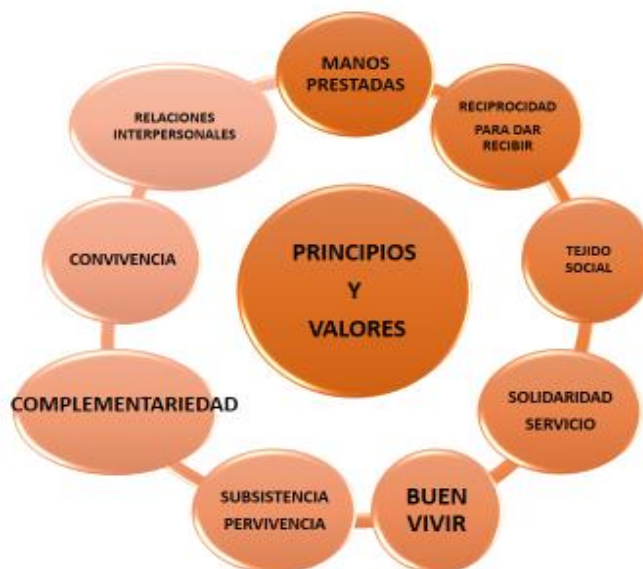 MANOS
PRESTADAS
RECIPROCIDAD
PARA DAR
RECIBIR
TEJIDO
SOCIAL
SOLIDARIDAD
SERVICIO
BUEN
VIVIR
SUBSISTENCIA
PERVIVENCIA
COMPLEMENTARIEDAD
CONVIVENCIA
RELACIONES
INTERPERSONALES
PRINCIPIOS
Y
VALORES